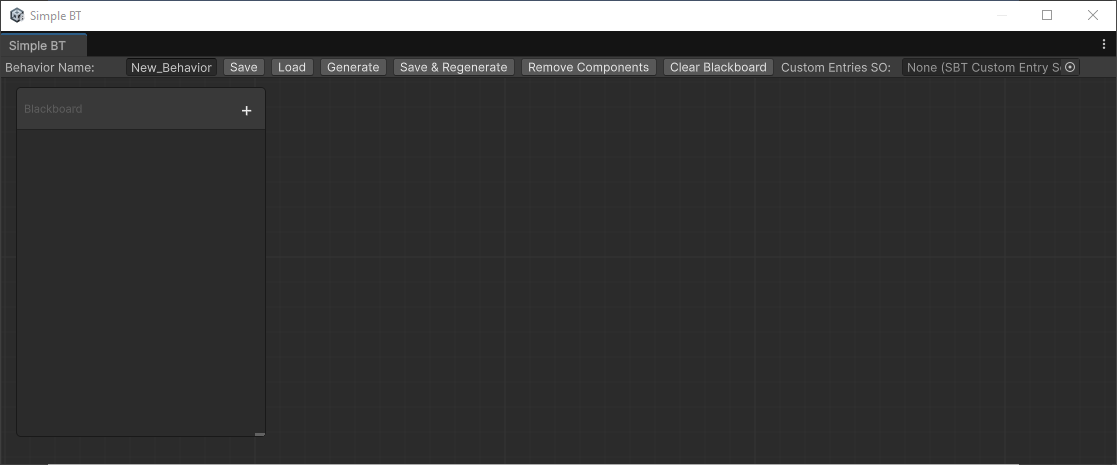 Simple BT
Simple BT
Behavior Name: New_Behavior Save Load Generate Save & Regenerate Remove Components Clear Blackboard Custom Entries SO: None (SBT Custom Entry S
Blackboard +